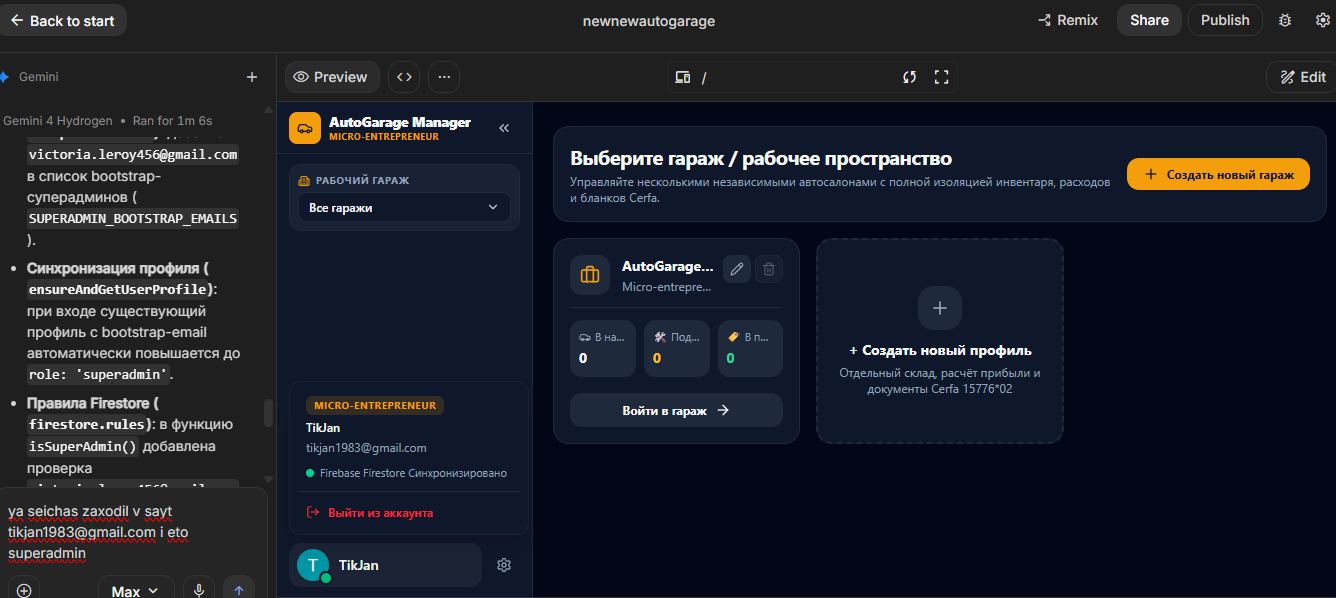 Back to start
newnewautogarage
Remix
Share
Publish
Gemini
Preview
/
Edit
Gemini 4 Hydrogen • Ran for 1m 6s
victoria.leroy456@gmail.com
в список bootstrap-
суперадминов (
SUPERADMIN_BOOTSTRAP_EMAILS
).
Синхронизация профиля (
ensureAndGetUserProfile):
при входе существующий
профиль с bootstrap-email
автоматически повышается до
role: 'superadmin'.
Правила Firestore (
firestore.rules): в функцию
isSuperAdmin() добавлена
проверка
ya seichas zaxodil v sayt
tikjan1983@gmail.com i eto
superadmin
Max
AutoGarage Manager
MICRO-ENTREPRENEUR
РАБОЧИЙ ГАРАЖ
Все гаражи
MICRO-ENTREPRENEUR
TikJan
tikjan1983@gmail.com
Firebase Firestore Синхронизировано
Выйти из аккаунта
T
TikJan
Выберите гараж / рабочее пространство
Управляйте несколькими независимыми автосалонами с полной изоляцией инвентаря, расходов
и бланков Cerfa.
+ Создать новый гараж
AutoGarage...
Micro-entrepre...
В на...
0
Под...
0
В п...
0
Войти в гараж
+ Создать новый профиль
Отдельный склад, расчёт прибыли и
документы Cerfa 15776*02